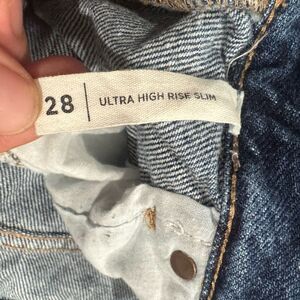 28 | ULTRA HIGH RISE SLIM